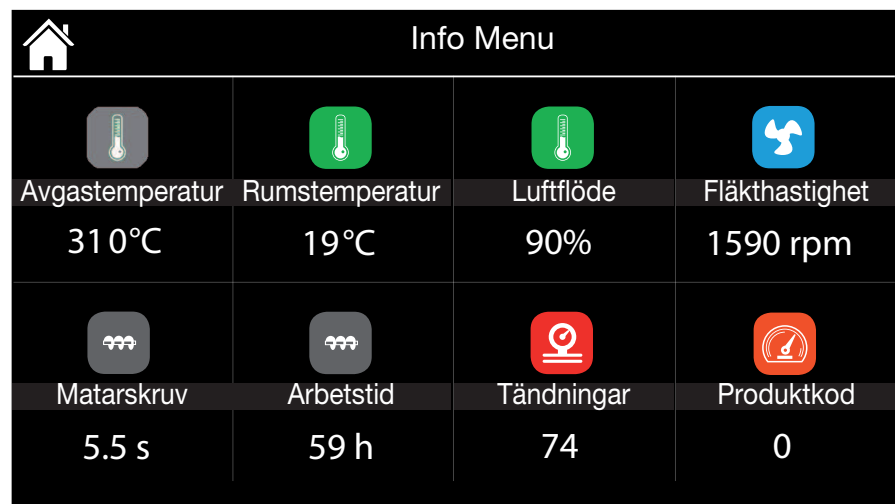 Info Menu
Avgastemperatur Rumstemperatur Luftflöde Fläkthastighet
310°C 19°C 90% 1590 rpm
Matarskruv Arbetstid Tändningar Produktkod
5.5 s 59 h 74 0